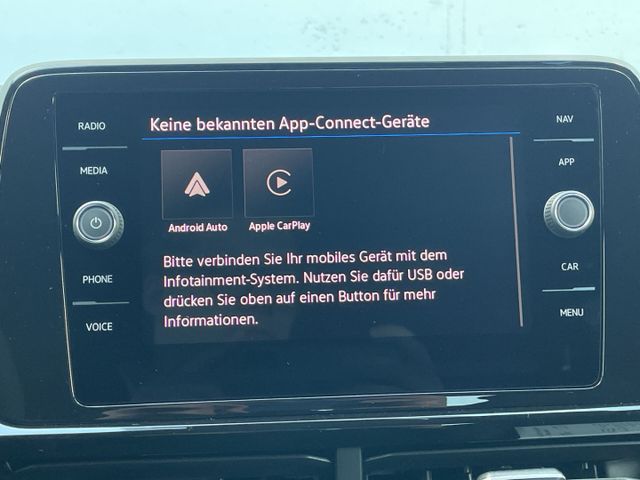 RADIO
MEDIA
PHONE
VOICE
Keine bekannten App-Connect-Geräte
Android Auto
Apple CarPlay
Bitte verbinden Sie Ihr mobiles Gerät mit dem
Infotainment-System. Nutzen Sie dafür USB oder
drücken Sie oben auf einen Button für mehr
Informationen.
NAV
APP
CAR
MENU